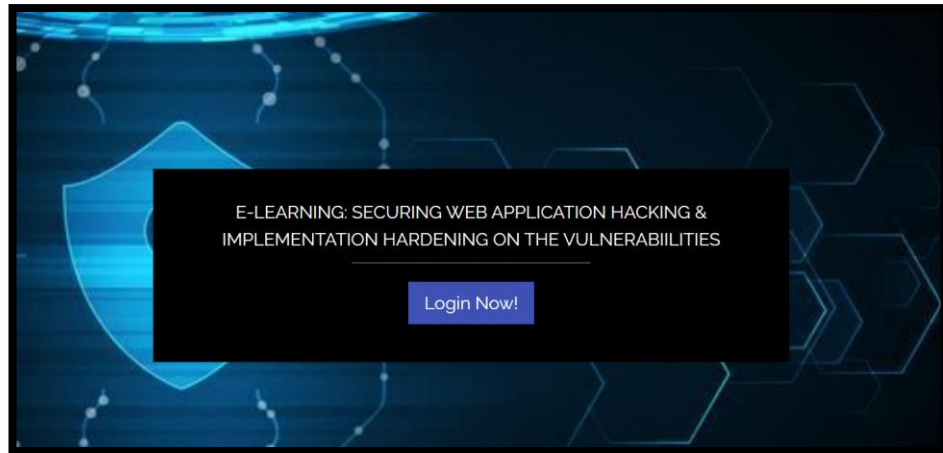 E-LEARNING: SECURING WEB APPLICATION HACKING &
IMPLEMENTATION HARDENING ON THE VULNERABIILITIES
Login Now!